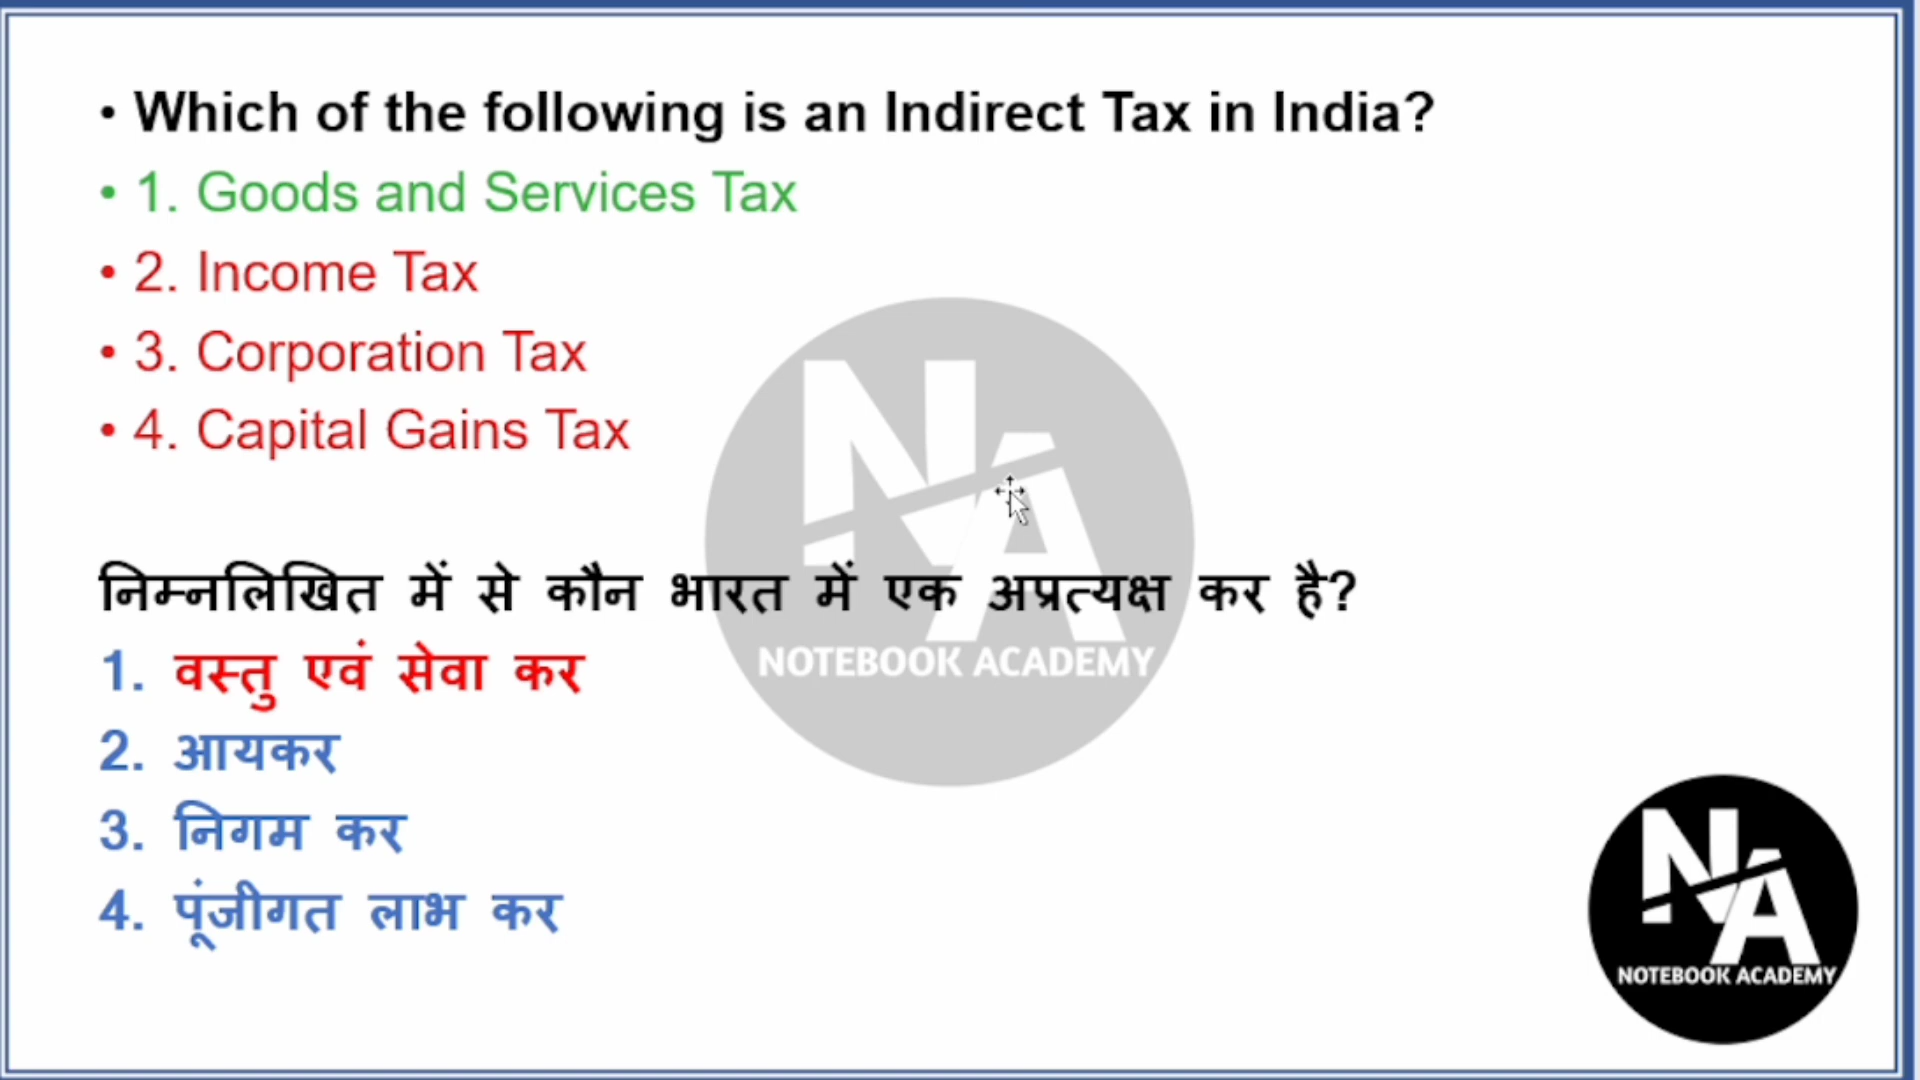 • Which of the following is an Indirect Tax in India?
• 1. Goods and Services Tax
• 2. Income Tax
• 3. Corporation Tax
• 4. Capital Gains Tax
निम्नलिखित में से कौन भारत में एक अप्रत्यक्ष कर है?
1. वस्तु एवं सेवा कर
2. आयकर
3. निगम कर
4. पूंजीगत लाभ कर
NA
NOTEBOOK ACADEMY
NA
NOTEBOOK ACADEMY